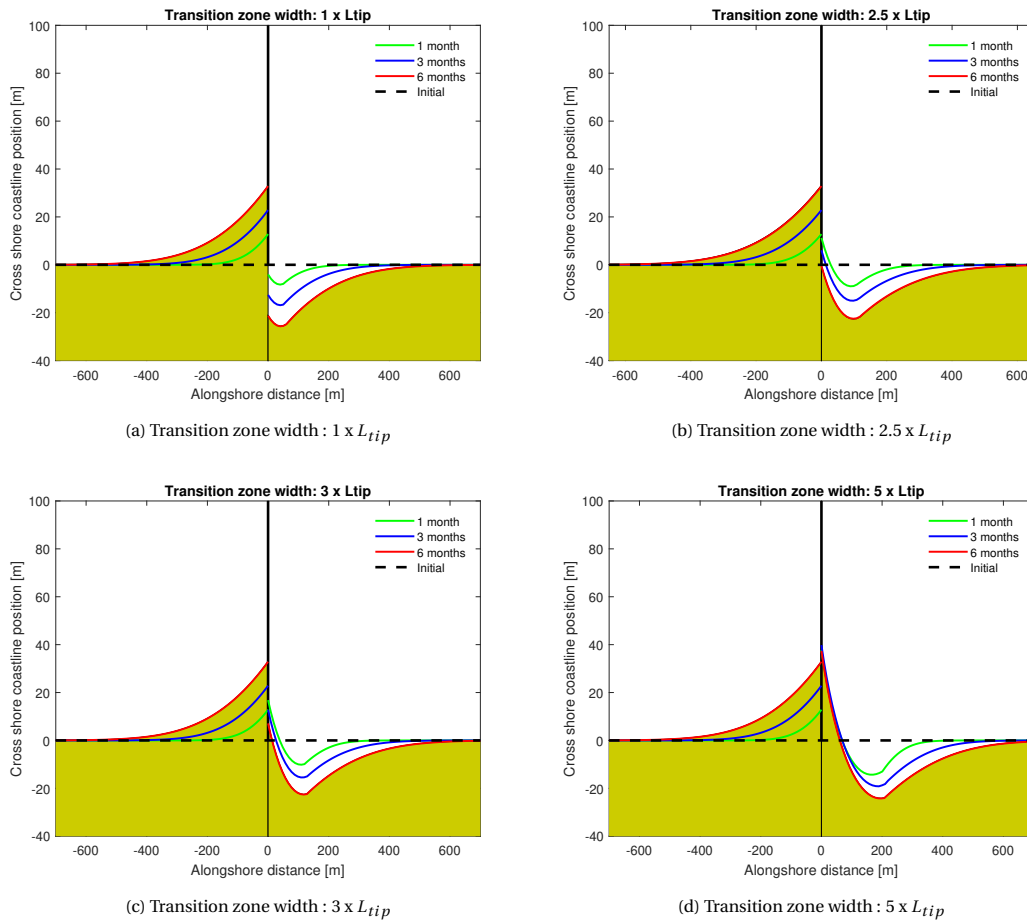 Transition zone width: 1 x Ltip
100
80
60
40
20
0
-20
-40
Cross shore coastline position [m]
1 month
3 months
6 months
Initial
-600
-400
-200
0
200
400
600
Alongshore distance [m]
(a) Transition zone width : 1 x Ltip
Transition zone width: 2.5 x Ltip
100
80
60
40
20
0
-20
-40
Cross shore coastline position [m]
1 month
3 months
6 months
Initial
-600
-400
-200
0
200
400
600
Alongshore distance [m]
(b) Transition zone width : 2.5 x Ltip
Transition zone width: 3 x Ltip
100
80
60
40
20
0
-20
-40
Cross shore coastline position [m]
1 month
3 months
6 months
Initial
-600
-400
-200
0
200
400
600
Alongshore distance [m]
(c) Transition zone width : 3 x Ltip
Transition zone width: 5 x Ltip
100
80
60
40
20
0
-20
-40
Cross shore coastline position [m]
1 month
3 months
6 months
Initial
-600
-400
-200
0
200
400
600
Alongshore distance [m]
(d) Transition zone width : 5 x Ltip